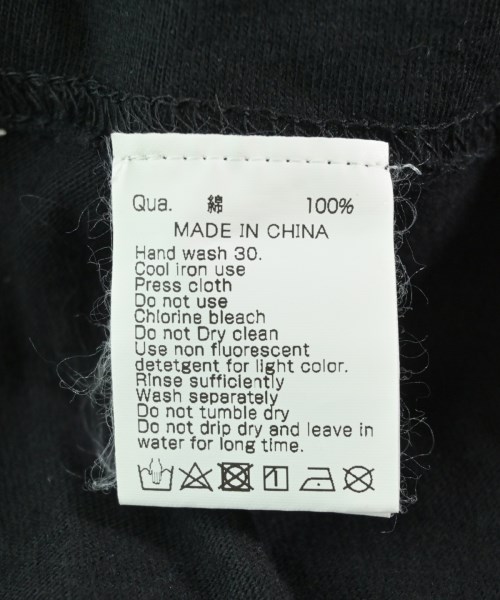 Qua. 綿 100%
MADE IN CHINA
Hand wash 30.
Cool iron use
Press cloth
Do not use
Chlorine bleach
Do not Dry clean
Use non fluorescent
detetgent for light color.
Rinse sufficiently
Wash separately
Do not tumble dry
Do not drip dry and leave in
water for long time.